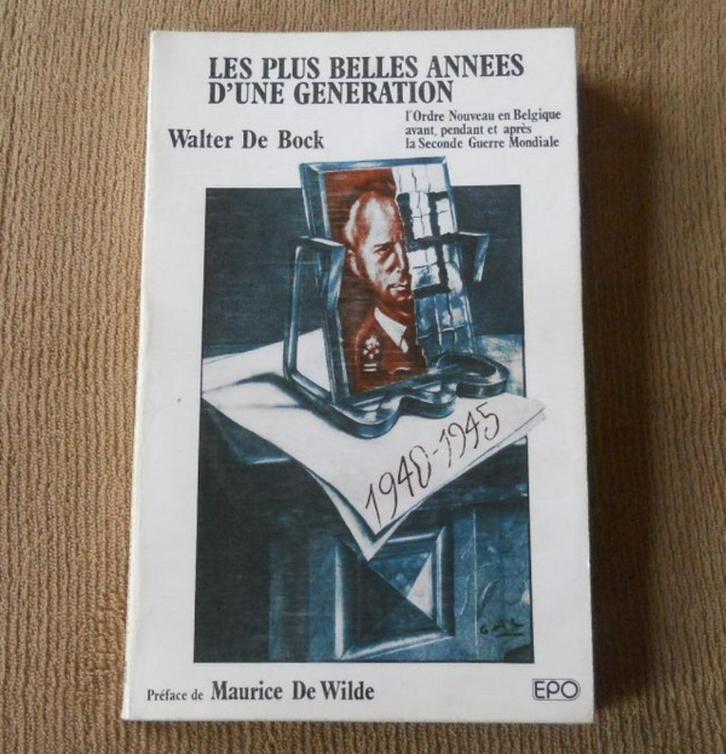 LES PLUS BELLES ANNEES
D'UNE GENERATION
Walter De Bock
l'Ordre Nouveau en Belgique
avant, pendant et après
la Seconde Guerre Mondiale
1940-1945
Préface de Maurice De Wilde
EPO